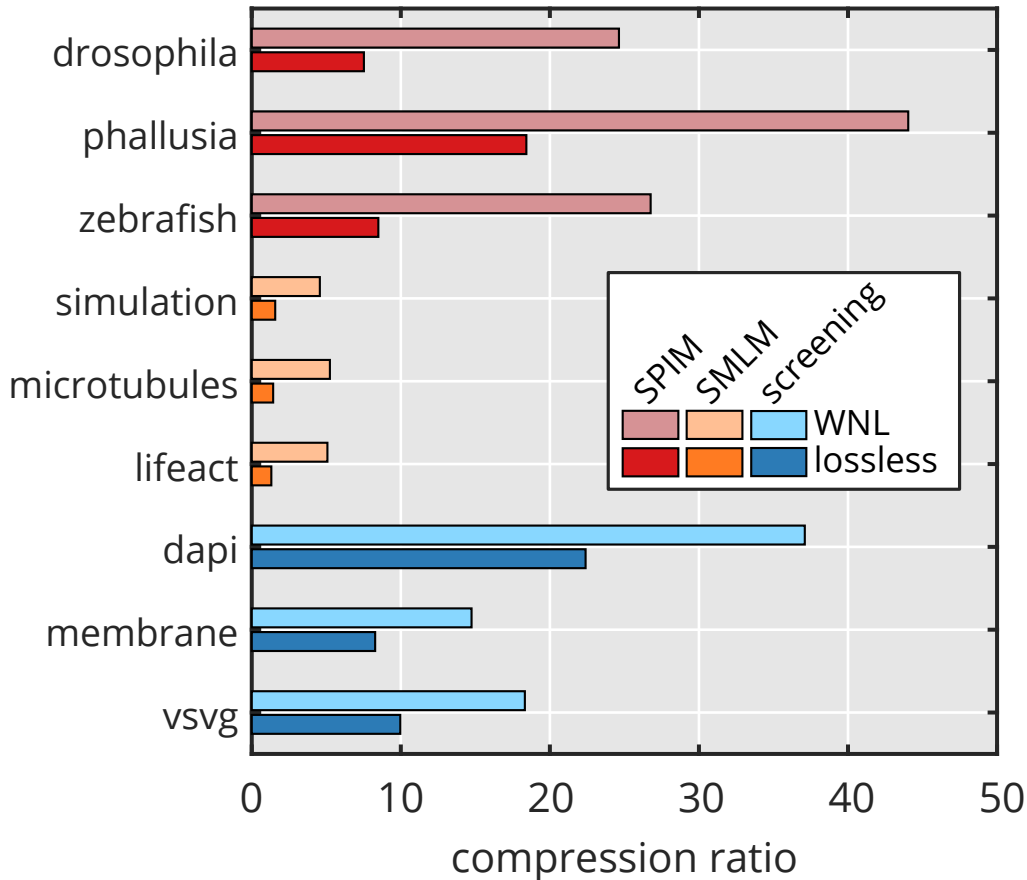 drosophila
phallusia
zebrafish
simulation
microtubules
lifeact
dapi
membrane
vsvg
SPIM SMLM screening
WNL
lossless
0 10 20 30 40 50
compression ratio